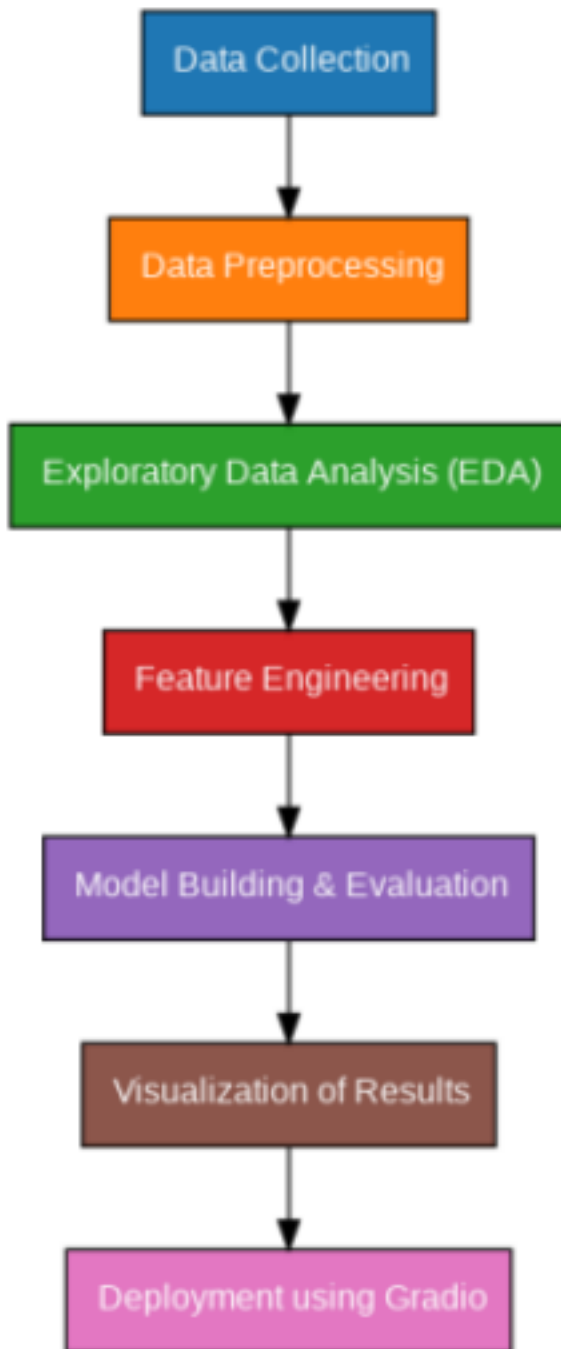 Data Collection
Data Preprocessing
Exploratory Data Analysis (EDA)
Feature Engineering
Model Building & Evaluation
Visualization of Results
Deployment using Gradio